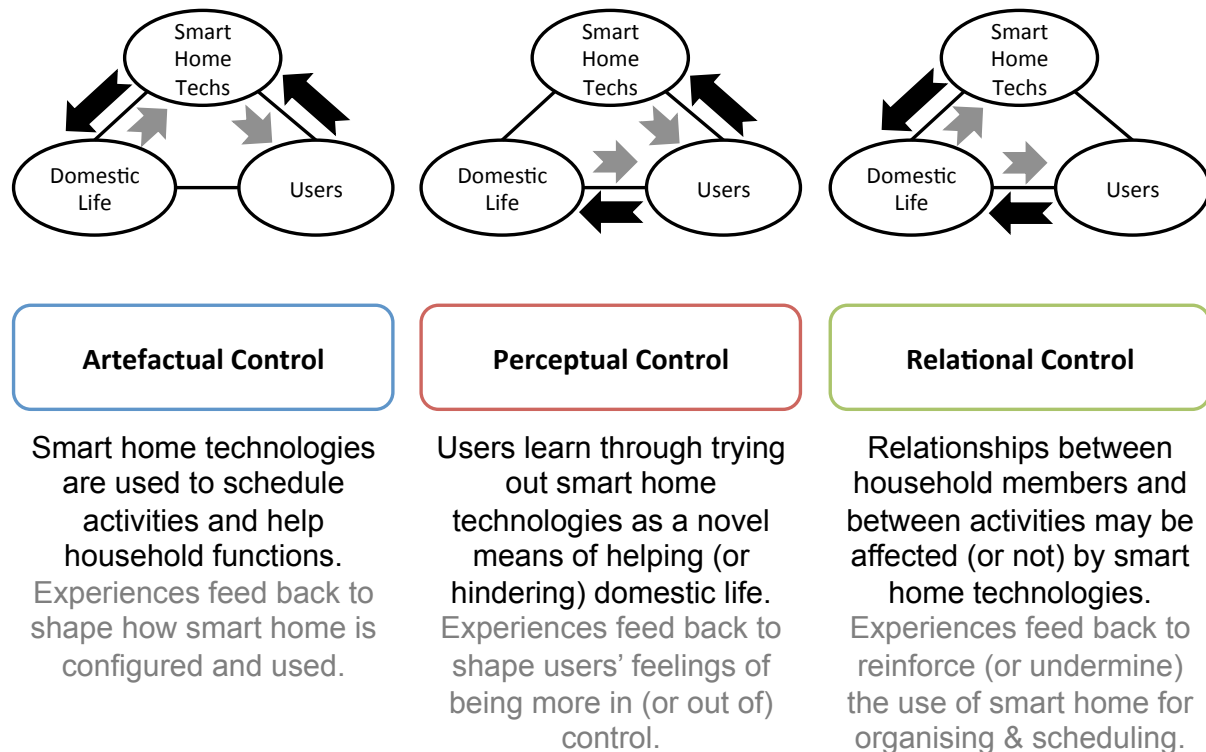 Smart
Home
Techs
Domestic
Life
Users
Smart
Home
Techs
Domestic
Life
Users
Smart
Home
Techs
Domestic
Life
Users
Artefactual Control
Perceptual Control
Relational Control
Smart home technologies
are used to schedule
activities and help
household functions.
Experiences feed back to
shape how smart home is
configured and used.
Users learn through trying
out smart home
technologies as a novel
means of helping (or
hindering) domestic life.
Experiences feed back to
shape users’ feelings of
being more in (or out of)
control.
Relationships between
household members and
between activities may be
affected (or not) by smart
home technologies.
Experiences feed back to
reinforce (or undermine)
the use of smart home for
organising & scheduling.